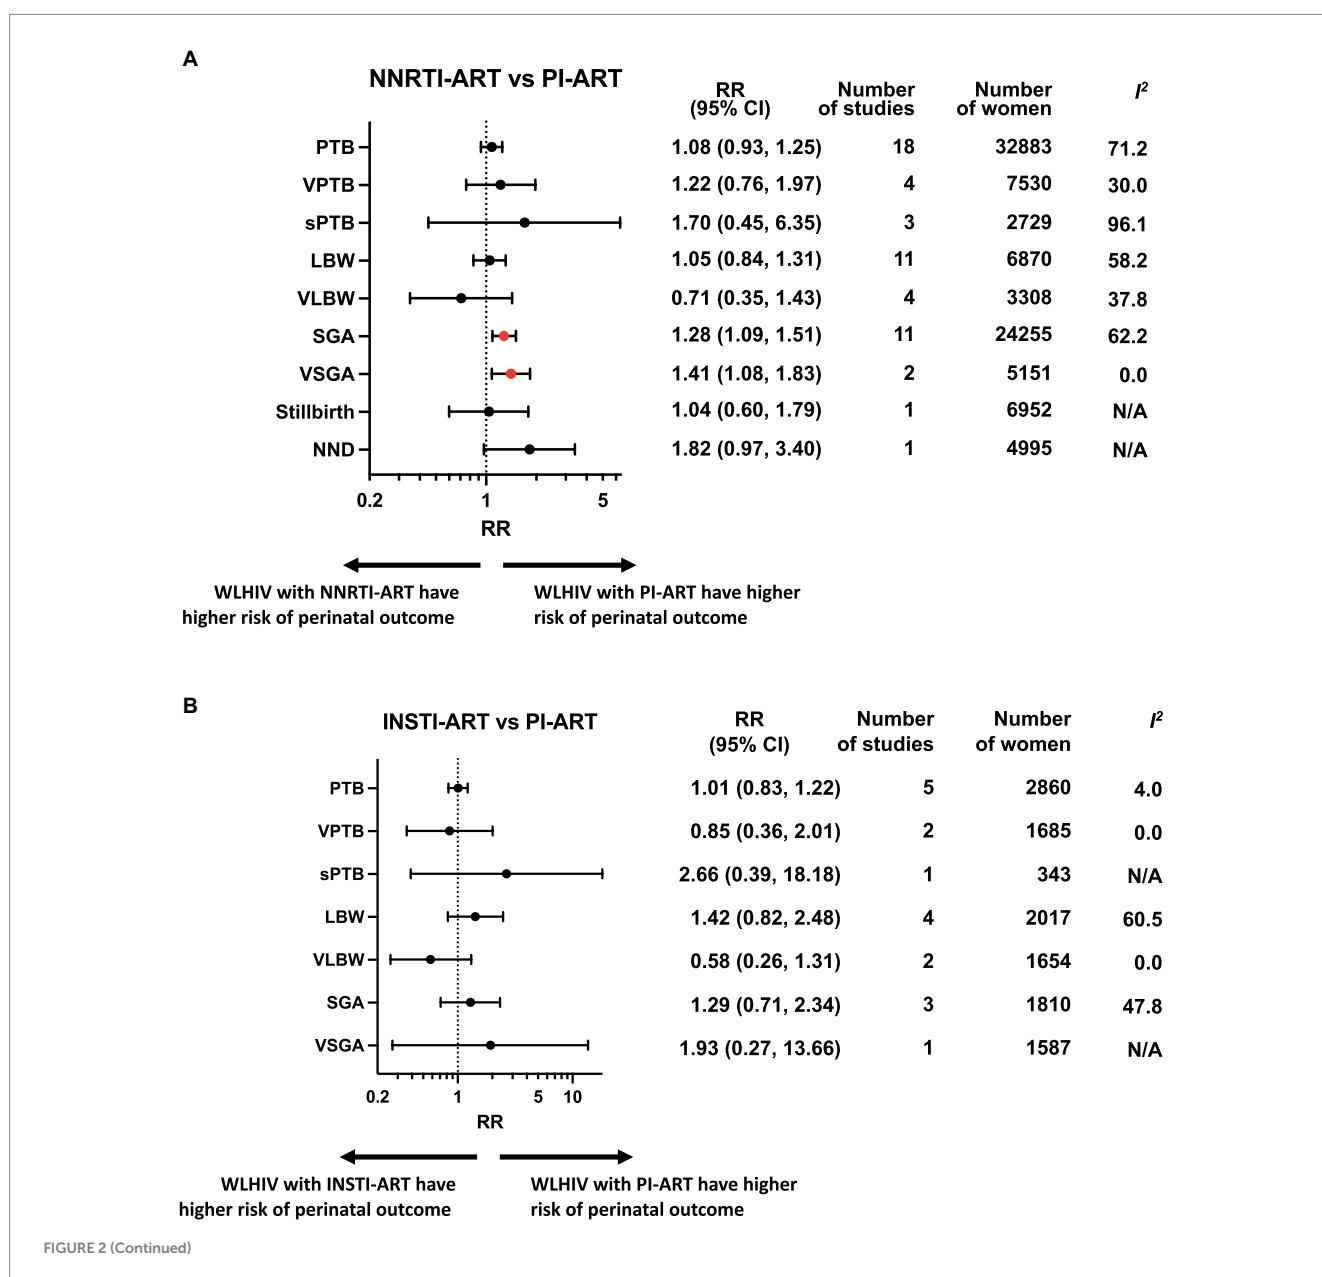 A
NNRTI-ART vs PI-ART
RR (95% CI) Number of studies Number of women I²
PTB 1.08 (0.93, 1.25) 18 32883 71.2
VPTB 1.22 (0.76, 1.97) 4 7530 30.0
sPTB 1.70 (0.45, 6.35) 3 2729 96.1
LBW 1.05 (0.84, 1.31) 11 6870 58.2
VLBW 0.71 (0.35, 1.43) 4 3308 37.8
SGA 1.28 (1.09, 1.51) 11 24255 62.2
VSGA 1.41 (1.08, 1.83) 2 5151 0.0
Stillbirth 1.04 (0.60, 1.79) 1 6952 N/A
NND 1.82 (0.97, 3.40) 1 4995 N/A
0.2 1 5
RR
WLHIV with NNRTI-ART have
higher risk of perinatal outcome
WLHIV with PI-ART have higher
risk of perinatal outcome
B
INSTI-ART vs PI-ART
RR (95% CI) Number of studies Number of women I²
PTB 1.01 (0.83, 1.22) 5 2860 4.0
VPTB 0.85 (0.36, 2.01) 2 1685 0.0
sPTB 2.66 (0.39, 18.18) 1 343 N/A
LBW 1.42 (0.82, 2.48) 4 2017 60.5
VLBW 0.58 (0.26, 1.31) 2 1654 0.0
SGA 1.29 (0.71, 2.34) 3 1810 47.8
VSGA 1.93 (0.27, 13.66) 1 1587 N/A
0.2 1 5 10
RR
WLHIV with INSTI-ART have
higher risk of perinatal outcome
WLHIV with PI-ART have higher
risk of perinatal outcome
FIGURE 2 (Continued)